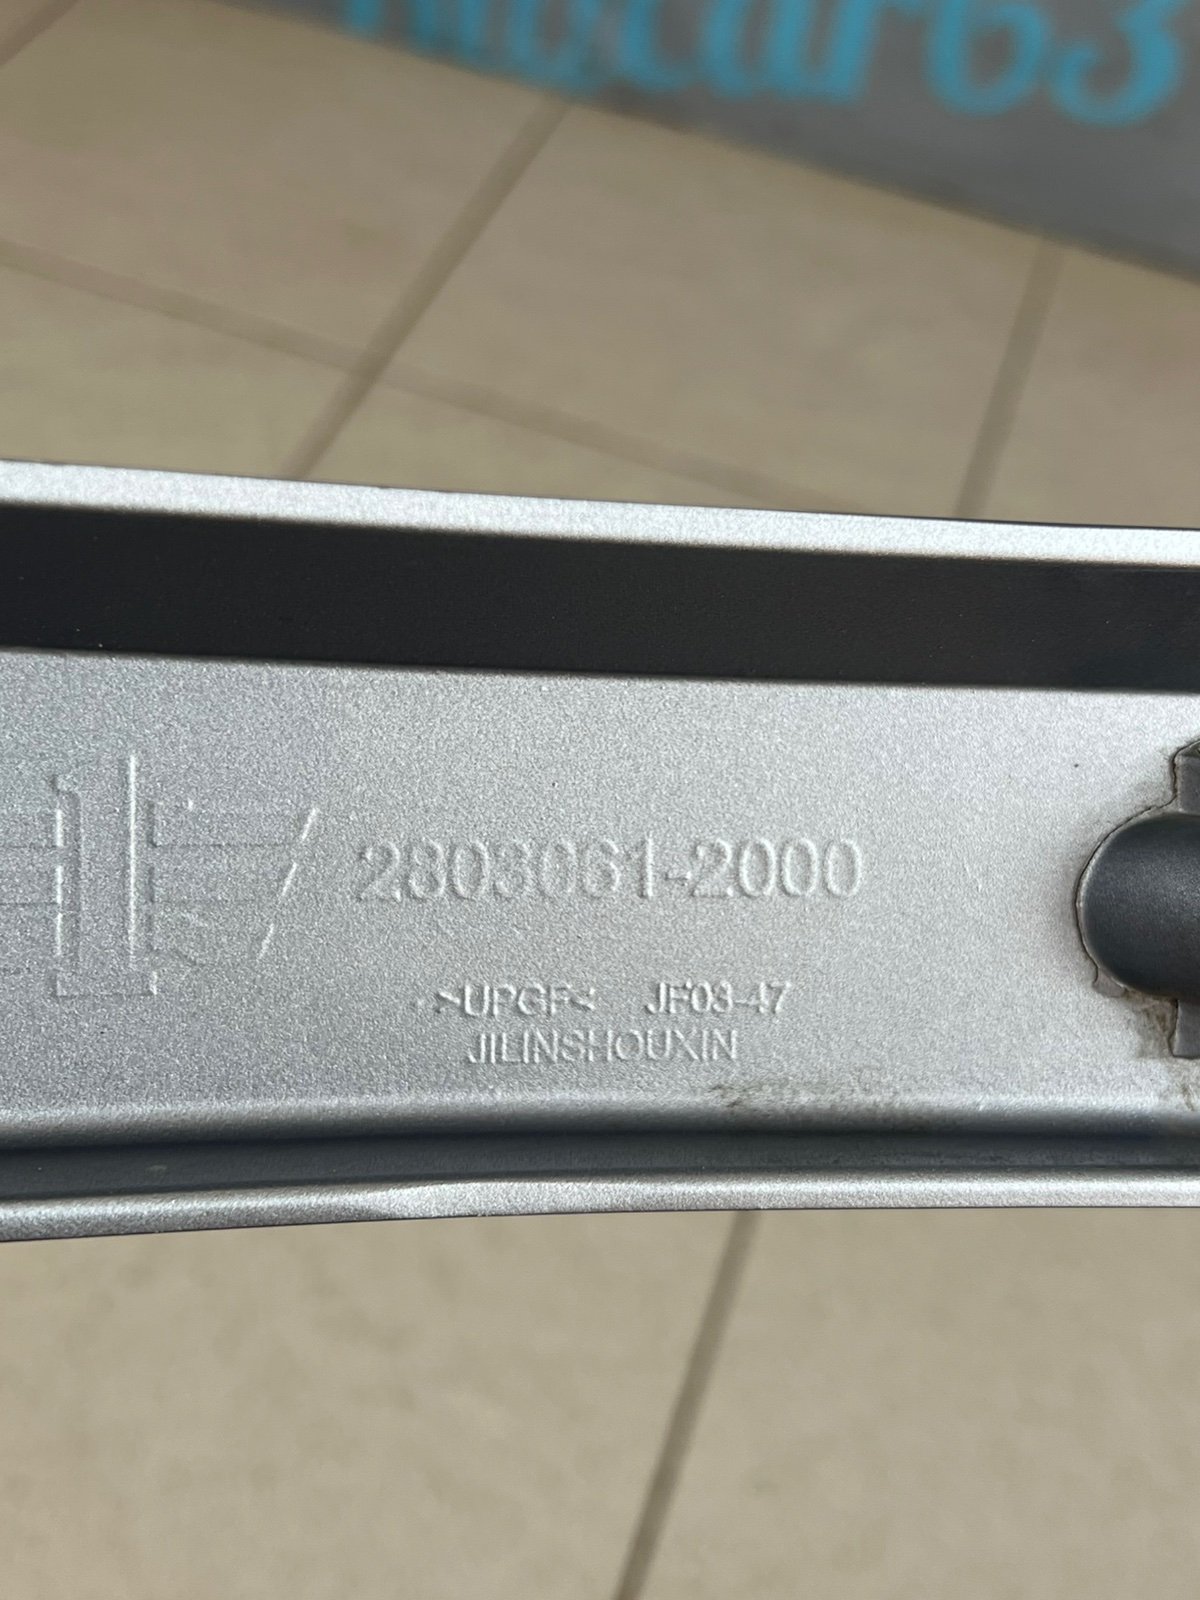 2803061-2000
>UPGF< JF03-47
JILINSHOUXIN